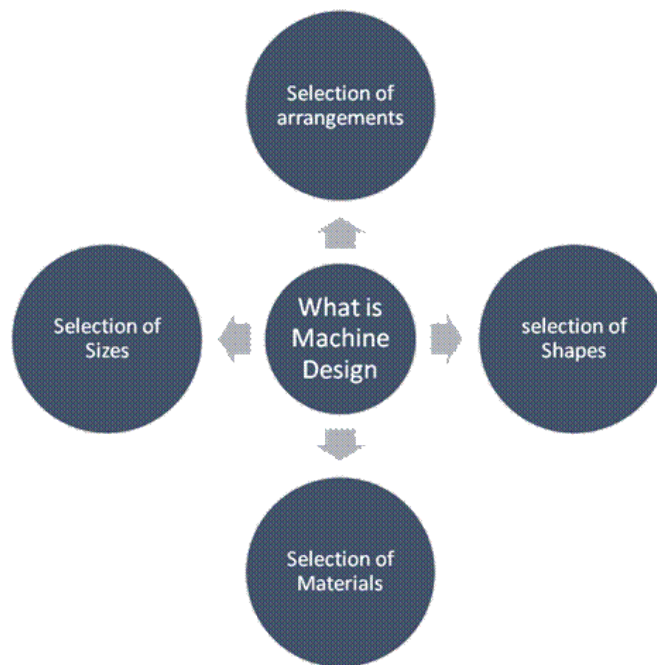 Selection of
arrangements
Selection of
Sizes
What is
Machine
Design
selection of
Shapes
Selection of
Materials